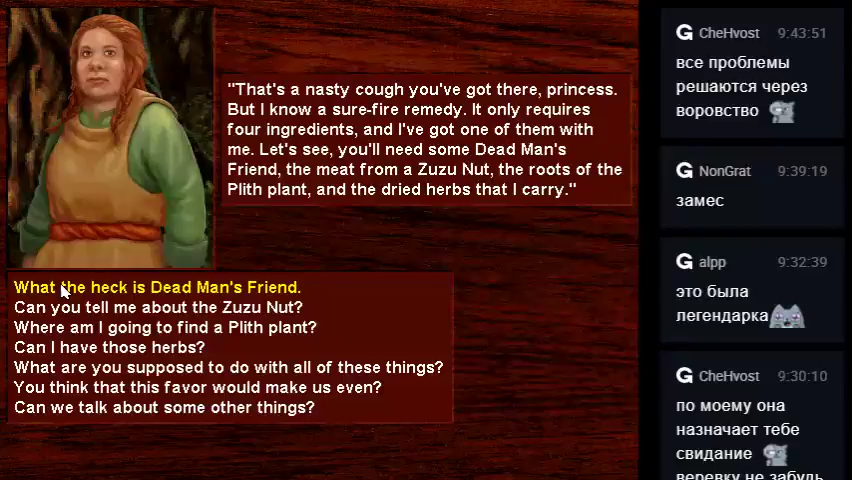 "That's a nasty cough you've got there, princess.
But I know a sure-fire remedy. It only requires
four ingredients, and I've got one of them with
me. Let's see, you'll need some Dead Man's
Friend, the meat from a Zuzu Nut, the roots of the
Plith plant, and the dried herbs that I carry."
What the heck is Dead Man's Friend.
Can you tell me about the Zuzu Nut?
Where am I going to find a Plith plant?
Can I have those herbs?
What are you supposed to do with all of these things?
You think that this favor would make us even?
Can we talk about some other things?
G CheHvost 9:43:51
все проблемы
решаются через
воровство
G NonGrat 9:39:19
замес
G alpp 9:32:39
это была
легендарка
G CheHvost 9:30:10
по моему она
назначает тебе
свидание
веревку не забудь